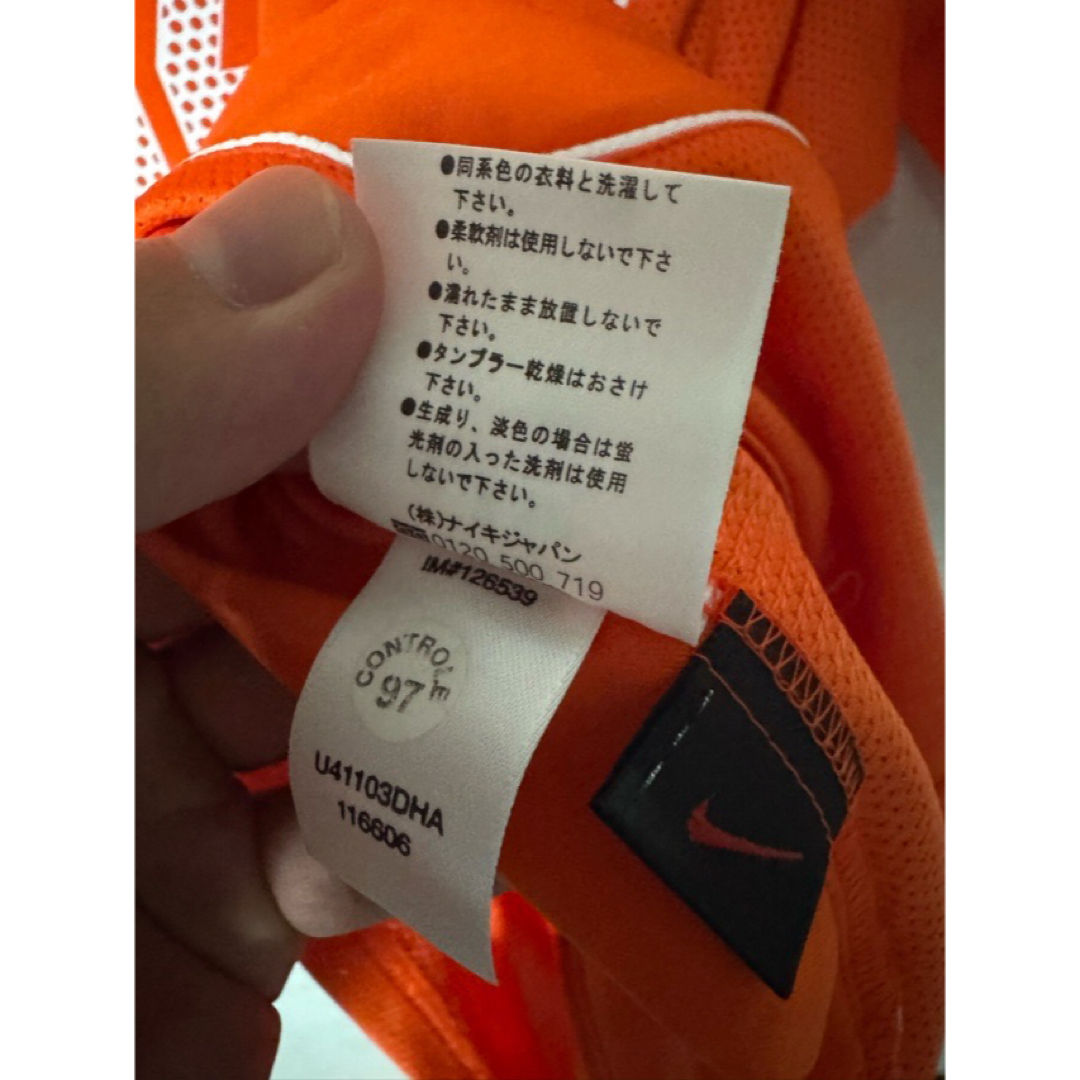 ●同系色の衣料と洗濯して
下さい。
●柔軟剤は使用しないで下さ
い。
●濡れたまま放置しないで
下さい。
●タンブラー乾燥はおさけ
下さい。
●生成り、淡色の場合は蛍
光剤の入った洗剤は使用
しないで下さい。
(株)ナイキジャパン
0120 500 719
IM#126539
CONTROLE
97
U41103DHA
116606